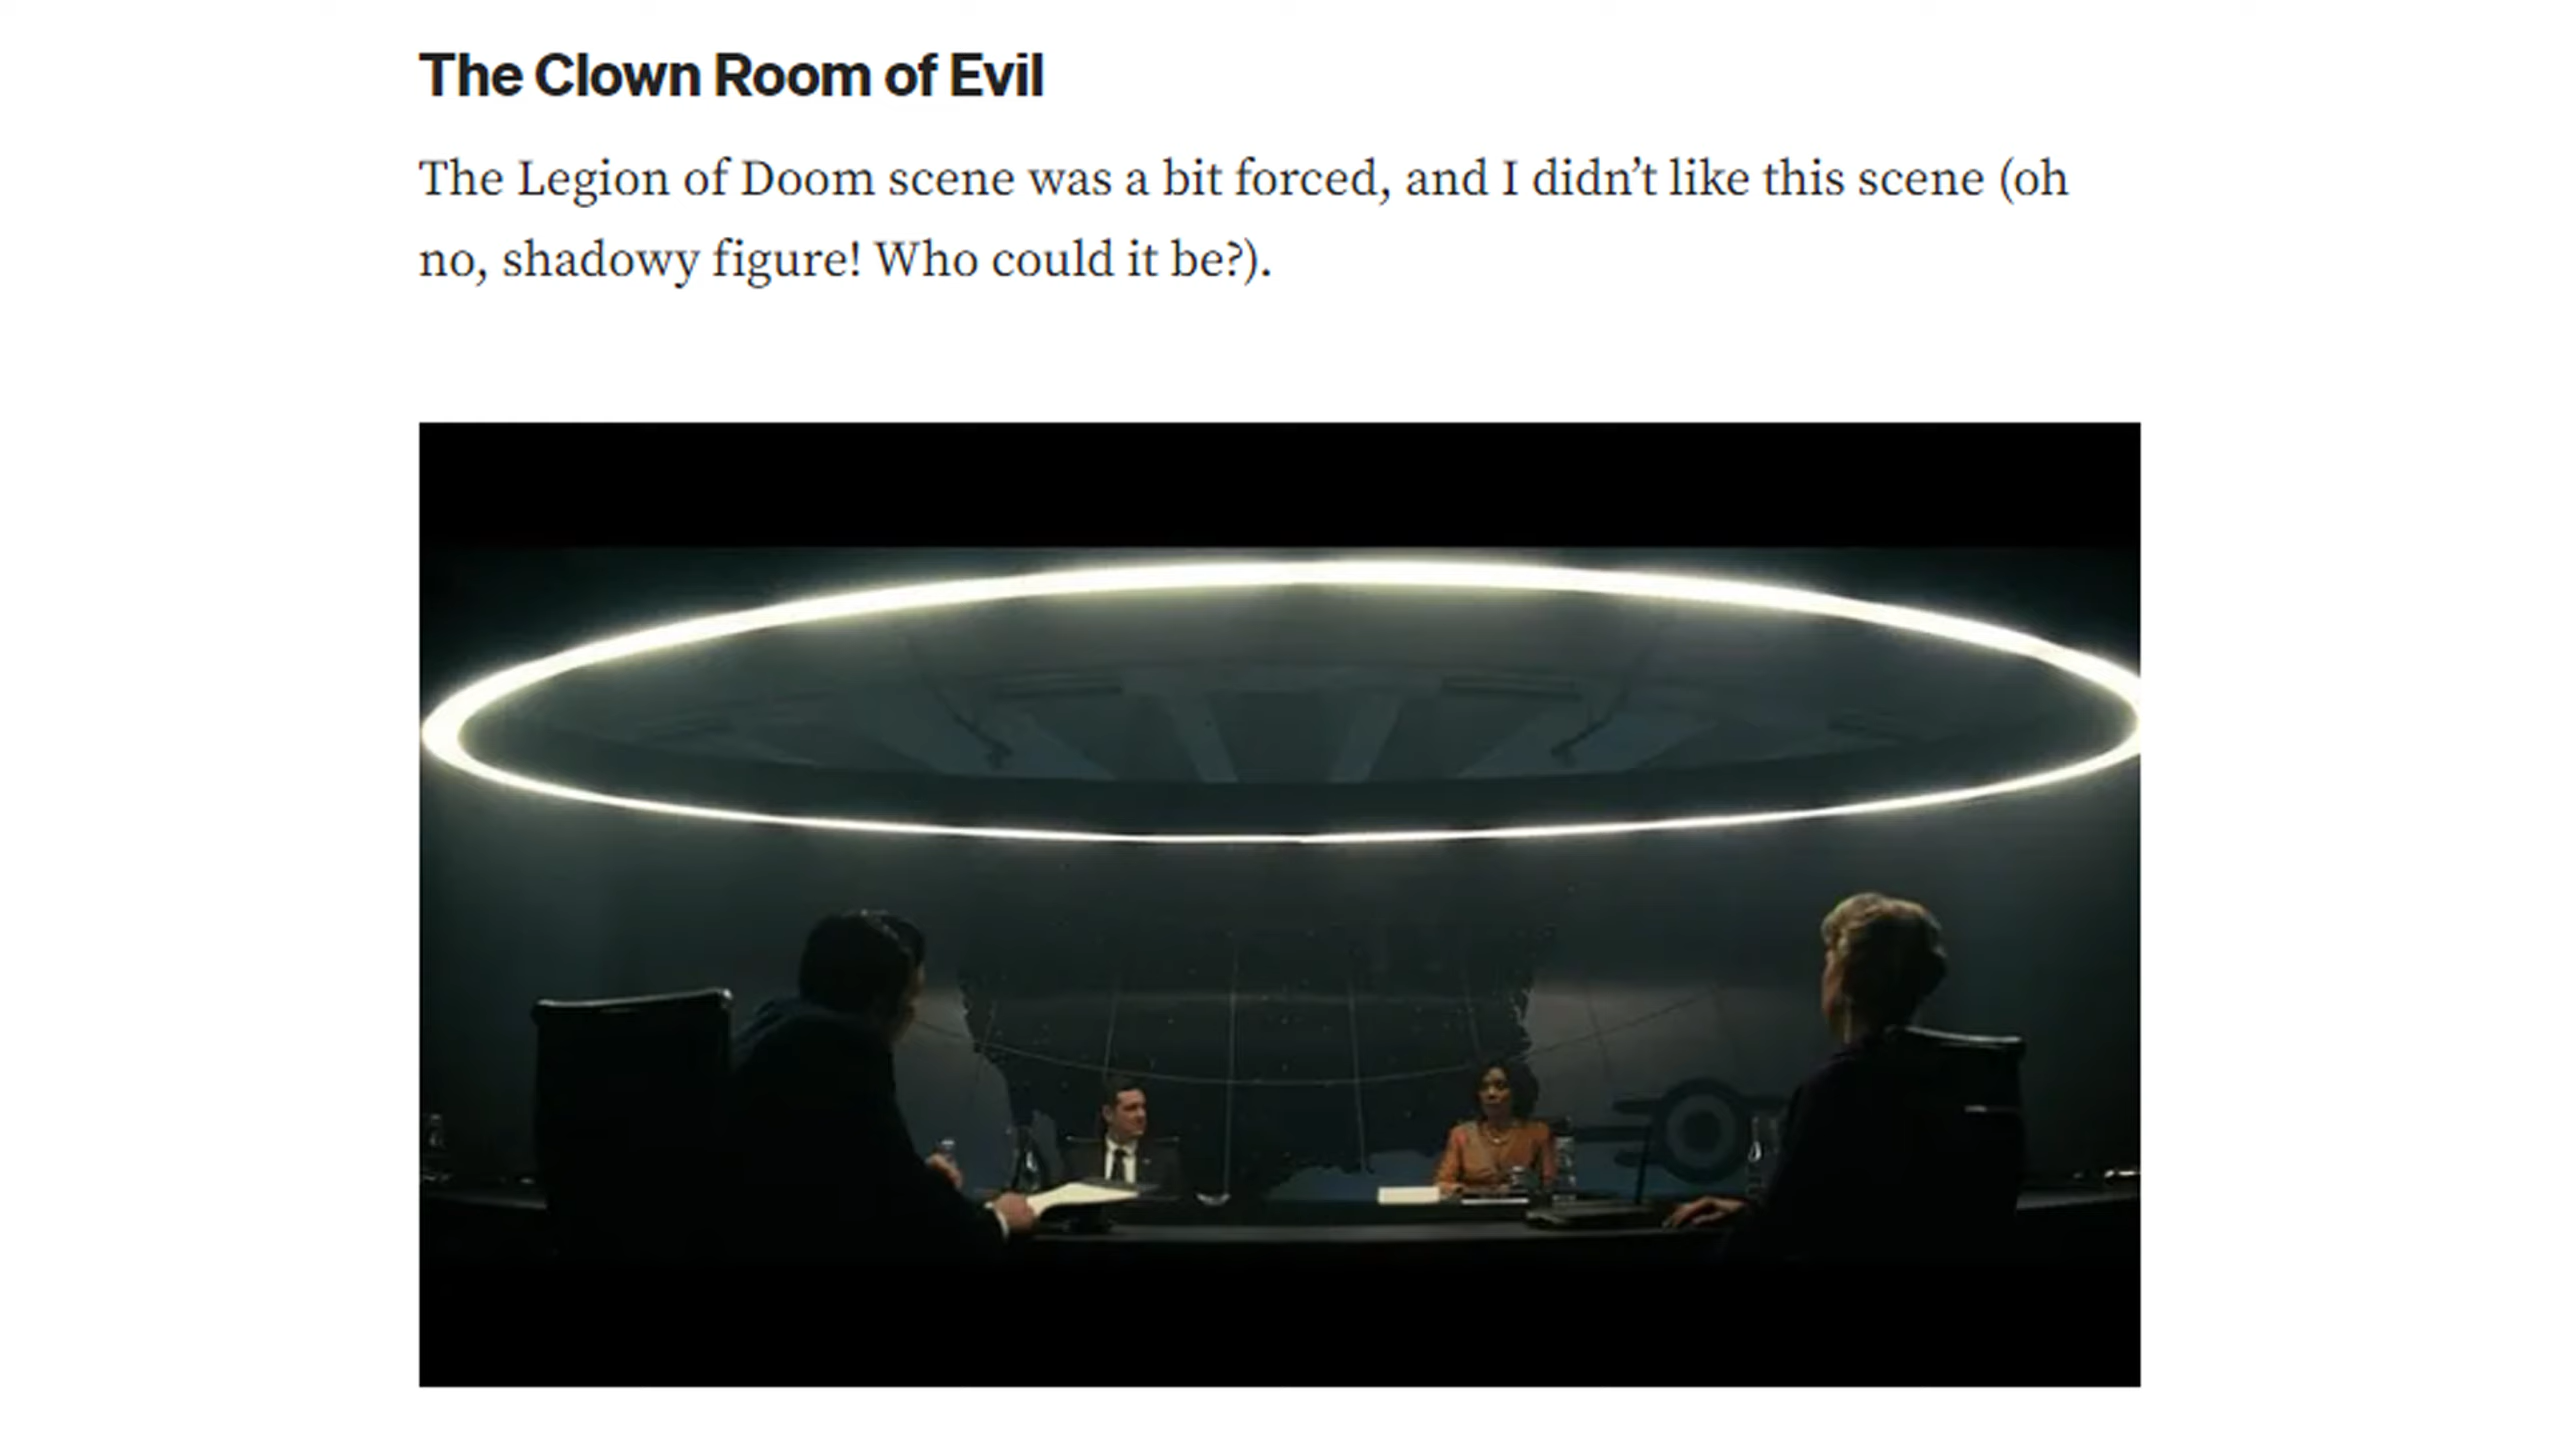 The Clown Room of Evil
The Legion of Doom scene was a bit forced, and I didn’t like this scene (oh
no, shadowy figure! Who could it be?).